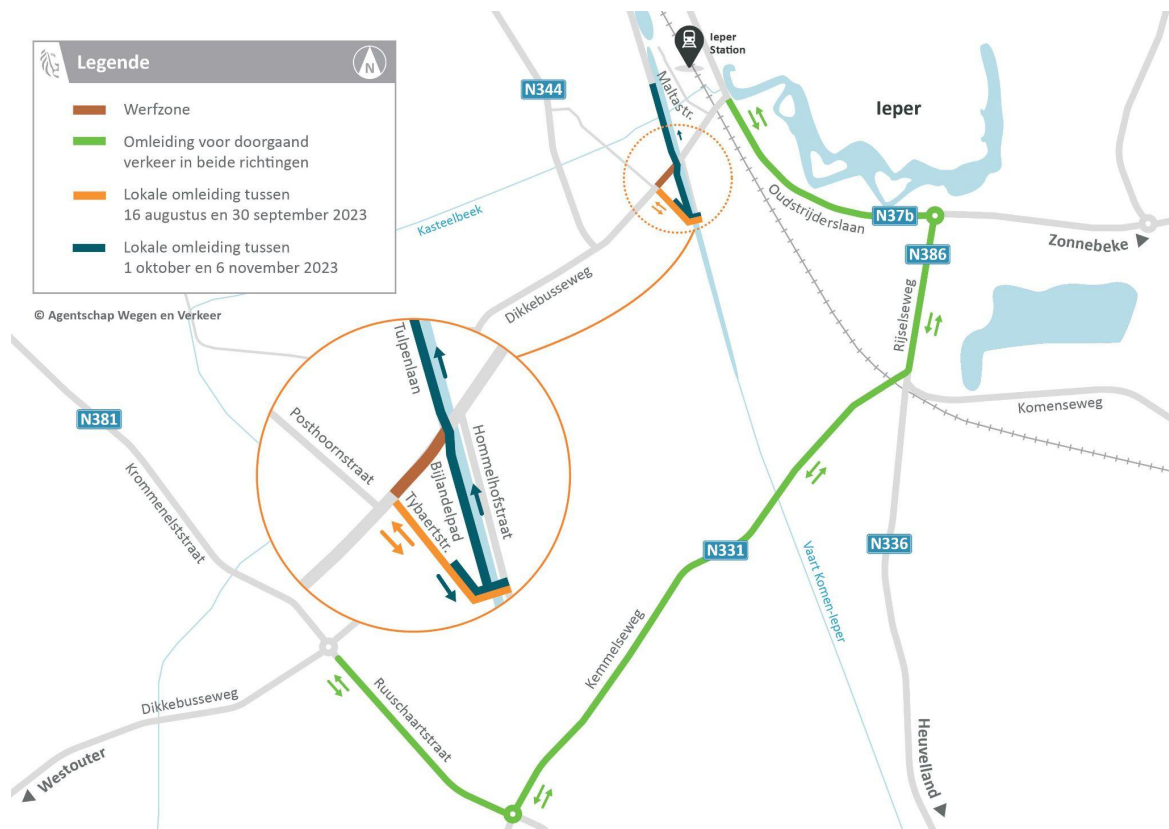 Legende
N
Werfzone
Omleiding voor doorgaand
verkeer in beide richtingen
Lokale omleiding tussen
16 augustus en 30 september 2023
Lokale omleiding tussen
1 oktober en 6 november 2023
© Agentschap Wegen en Verkeer
Ieper
Station
N344
Maltastr.
Ieper
Kasteelbeek
Oudstrijderslaan
N37b
Zonnebeke
N386
Dikkebusseweg
Rijselseweg
Komenseweg
Tulpenlaan
N381
Posthoornstraat
Hommelhofstraat
Bijlandelpad
Tybaertstr.
Krommenelststraat
N331
N336
Vaart Komen-Ieper
Kemmelseweg
Ruuschaartstraat
Dikkebusseweg
Westouter
Heuvelland